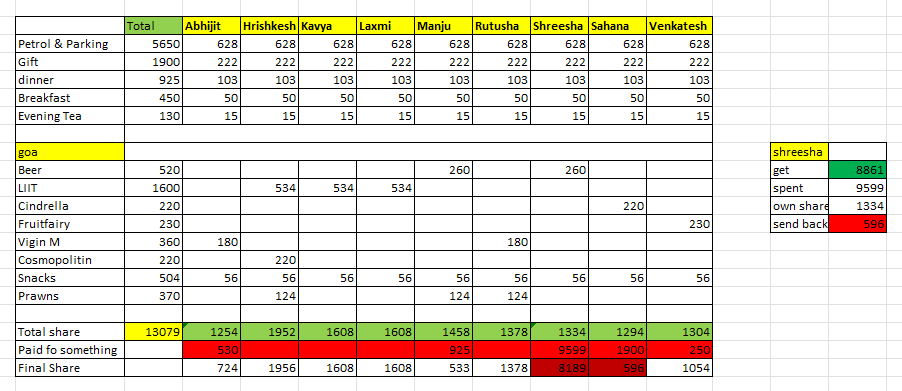 Total Abhijit Hrishkesh Kavya Laxmi Manju Rutusha Shreesha Sahana Venkatesh
Petrol & Parking 5650 628 628 628 628 628 628 628 628 628
Gift 1900 222 222 222 222 222 222 222 222 222
dinner 925 103 103 103 103 103 103 103 103 103
Breakfast 450 50 50 50 50 50 50 50 50 50
Evening Tea 130 15 15 15 15 15 15 15 15 15
goa shreesha
Beer 520 260 260 get 8861
LIIT 1600 534 534 534 spent 9599
Cindrella 220 220 own share 1334
Fruitfairy 230 230 send back 596
Vigin M 360 180 180
Cosmopolitin 220 220
Snacks 504 56 56 56 56 56 56 56 56 56
Prawns 370 124 124 124
Total share 13079 1254 1952 1608 1608 1458 1378 1334 1294 1304
Paid fo something 530 925 9599 1900 250
Final Share 724 1956 1608 1608 533 1378 8189 596 1054